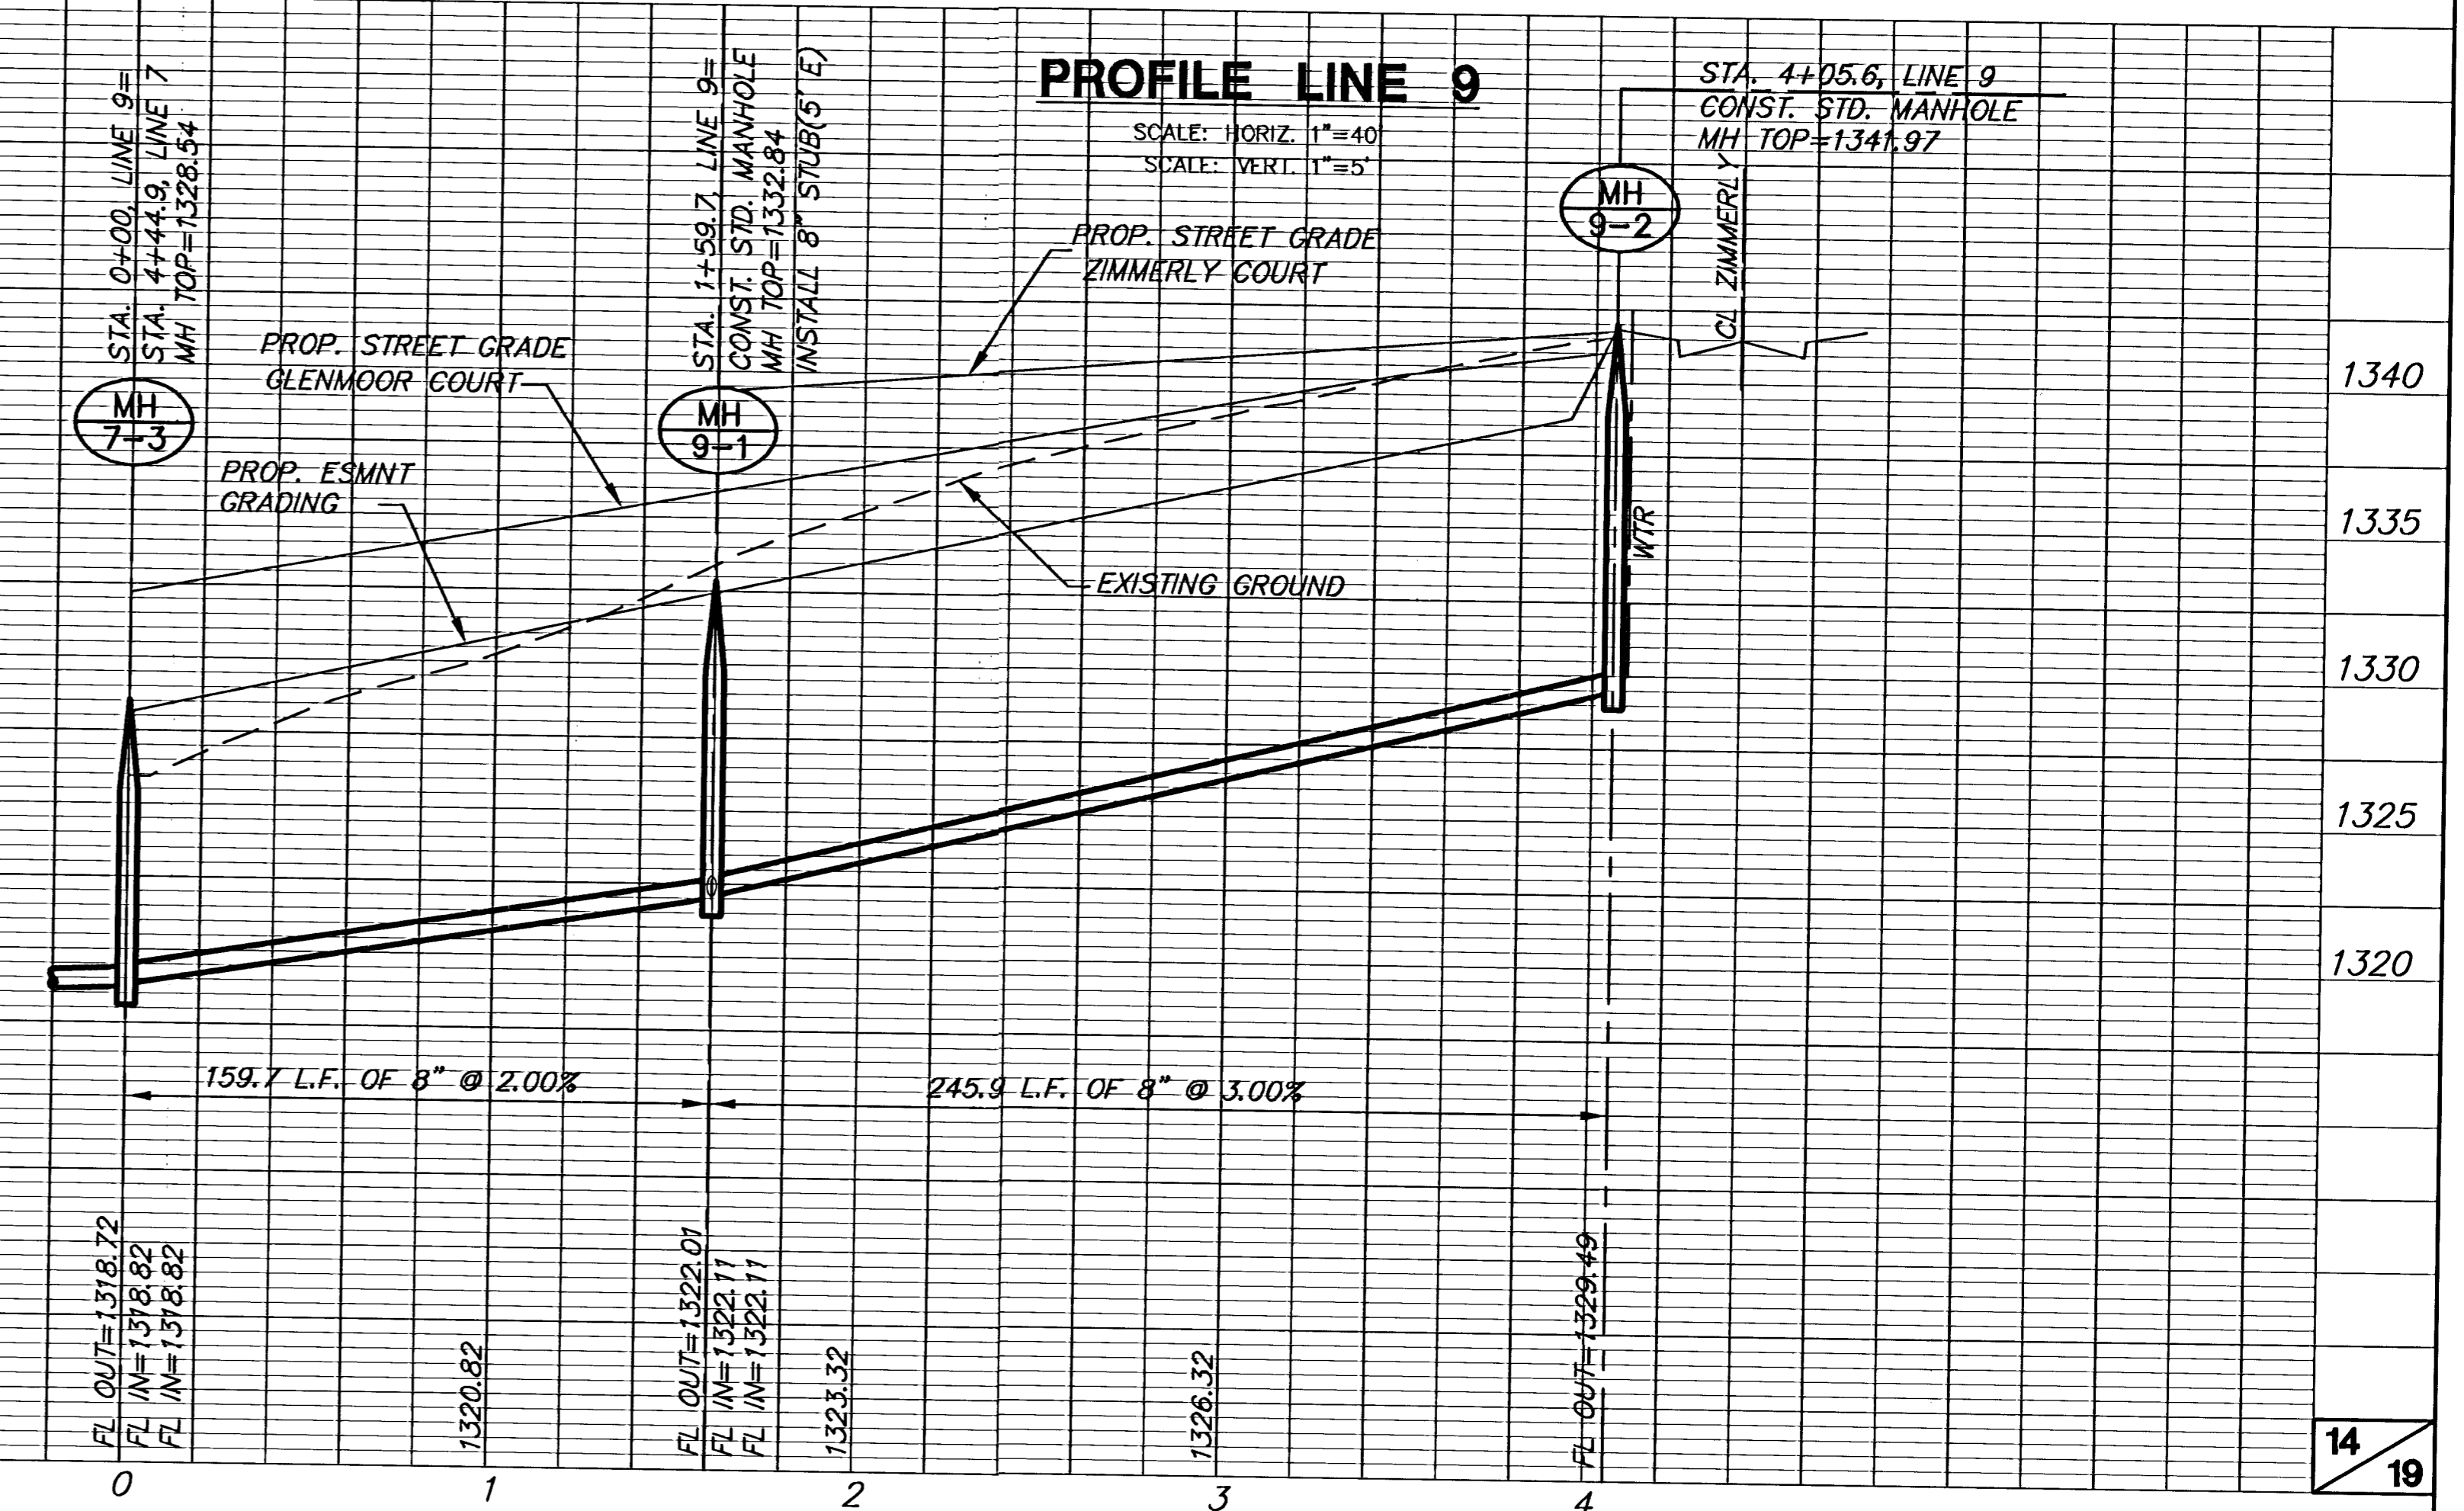 PROFILE LINE 9
SCALE: HORIZ. 1"=40'
SCALE: VERT. 1"=5'
STA. 0+00, LINE 9=
STA. 4+44.9, LINE 7
MH TOP=1328.54
MH
7-3
STA. 1+59.7, LINE 9=
CONST. STD. MANHOLE
MH TOP=1332.84
INSTALL 8" STUB(5' E)
MH
9-1
STA. 4+05.6, LINE 9
CONST. STD. MANHOLE
MH TOP=1341.97
MH
9-2
CL ZIMMERLY
PROP. STREET GRADE
ZIMMERLY COURT
PROP. STREET GRADE
GLENMOOR COURT
PROP. ESMNT
GRADING
EXISTING GROUND
WTR
1340
1335
1330
1325
1320
159.7 L.F. OF 8" @ 2.00%
245.9 L.F. OF 8" @ 3.00%
FL OUT=1318.72
FL IN=1318.82
FL IN=1318.82
1320.82
FL OUT=1322.01
FL IN=1322.11
FL IN=1322.11
1323.32
1326.32
FL OUT=1329.49
0
1
2
3
4
14
19